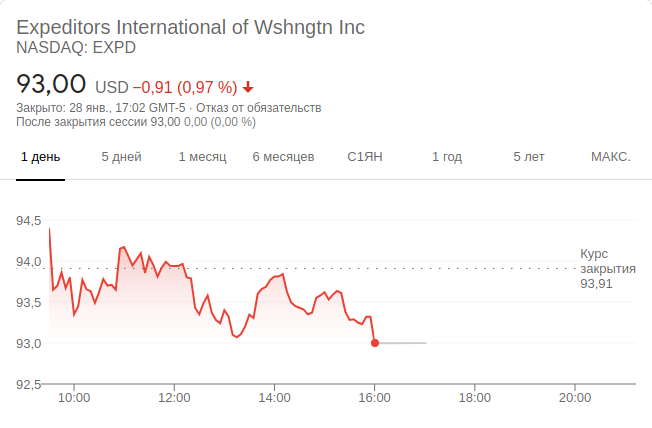 Expeditors International of Wshngtn Inc
NASDAQ: EXPD
93,00 USD −0,91 (0,97 %)
Закрыто: 28 янв., 17:02 GMT-5 · Отказ от обязательств
После закрытия сессии 93,00 0,00 (0,00 %)
1 день 5 дней 1 месяц 6 месяцев С1ЯН 1 год 5 лет МАКС.
94,5
94,0
93,5
93,0
92,5
Курс
закрытия
93,91
10:00 12:00 14:00 16:00 18:00 20:00